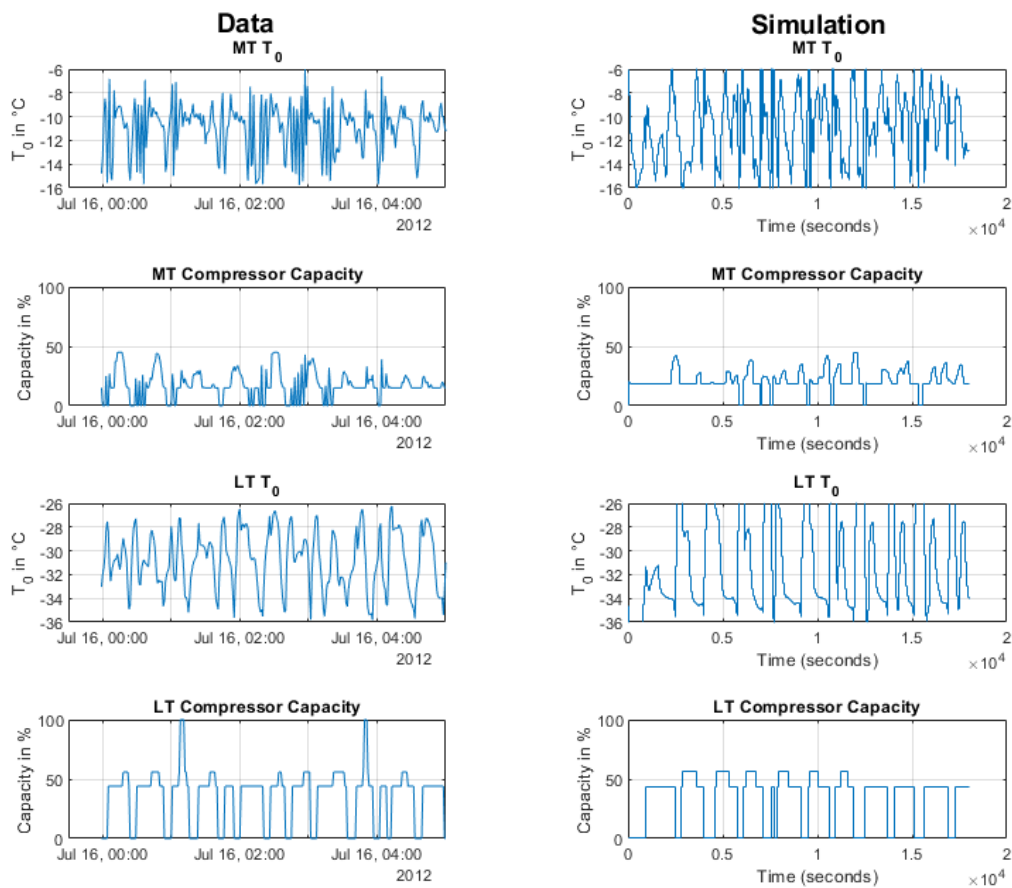 Data
Simulation
MT T0
MT T0
T0 in °C
-6
-8
-10
-12
-14
-16
Jul 16, 00:00
Jul 16, 02:00
Jul 16, 04:00
2012
T0 in °C
-6
-8
-10
-12
-14
-16
0
0.5
1
1.5
2
Time (seconds)
×10^4
MT Compressor Capacity
MT Compressor Capacity
Capacity in %
100
50
0
Jul 16, 00:00
Jul 16, 02:00
Jul 16, 04:00
2012
Capacity in %
100
50
0
0
1
1.5
2
Time (seconds)
×10^4
LT T0
LT T0
T0 in °C
-26
-28
-30
-32
-34
-36
Jul 16, 00:00
Jul 16, 02:00
Jul 16, 04:00
2012
T0 in °C
-26
-28
-30
-32
-34
-36
0
1
1.5
2
Time (seconds)
×10^4
LT Compressor Capacity
LT Compressor Capacity
Capacity in %
100
50
0
Jul 16, 00:00
Jul 16, 02:00
Jul 16, 04:00
2012
Capacity in %
100
50
0
0
1
1.5
2
Time (seconds)
×10^4